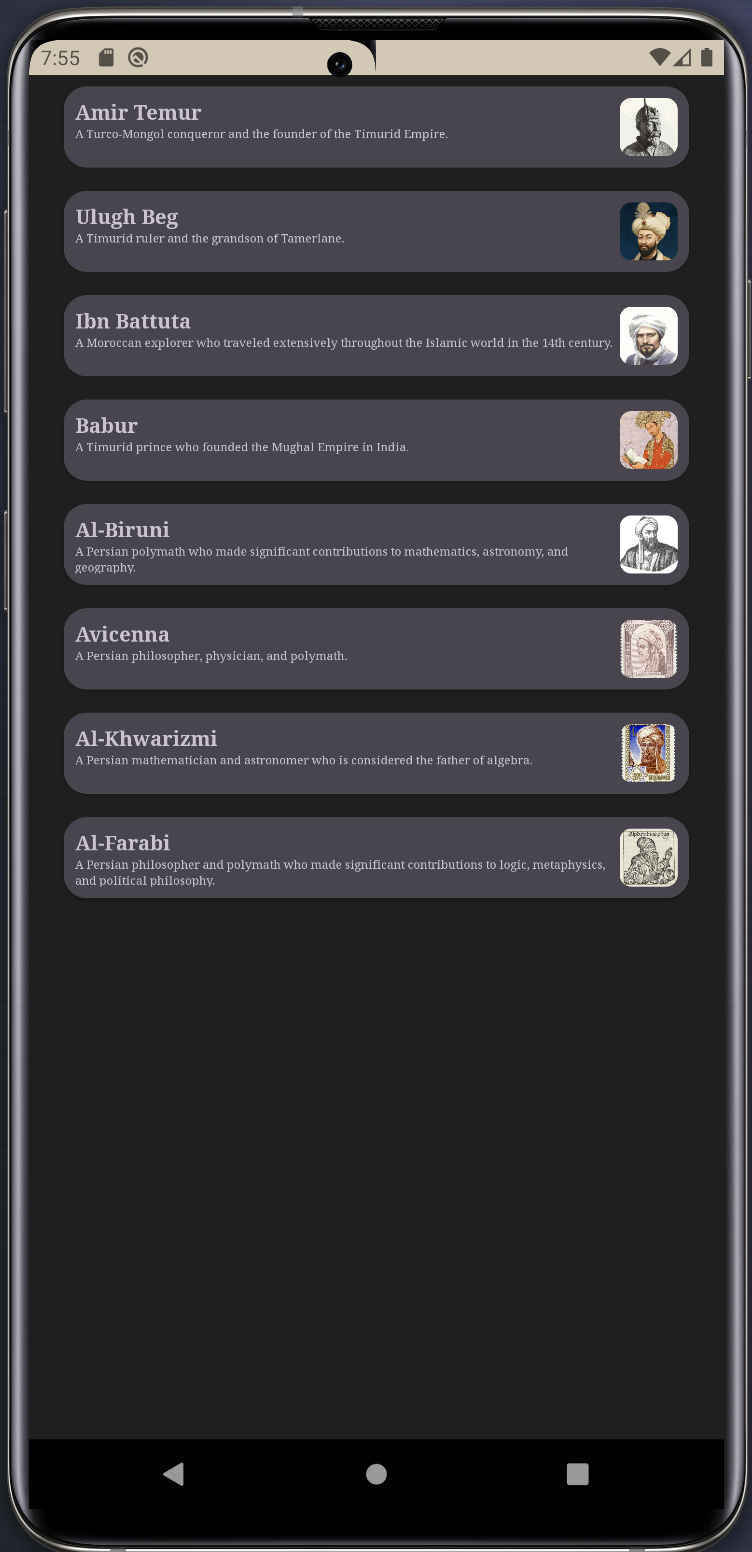 7:55
Amir Temur
A Turco-Mongol conqueror and the founder of the Timurid Empire.
Ulugh Beg
A Timurid ruler and the grandson of Tamerlane.
Ibn Battuta
A Moroccan explorer who traveled extensively throughout the Islamic world in the 14th century.
Babur
A Timurid prince who founded the Mughal Empire in India.
Al-Biruni
A Persian polymath who made significant contributions to mathematics, astronomy, and
geography.
Avicenna
A Persian philosopher, physician, and polymath.
Al-Khwarizmi
A Persian mathematician and astronomer who is considered the father of algebra.
Al-Farabi
A Persian philosopher and polymath who made significant contributions to logic, metaphysics,
and political philosophy.